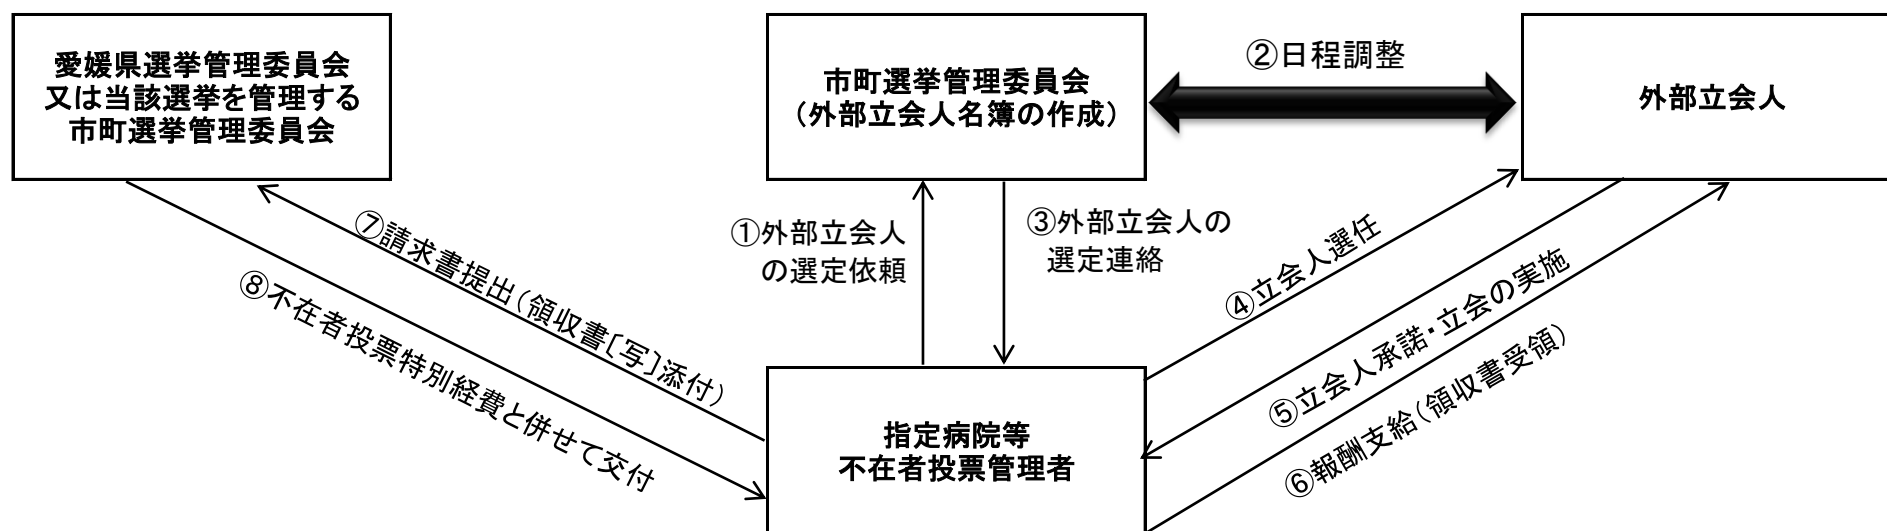 愛媛県選挙管理委員会
又は当該選挙を管理する
市町選挙管理委員会
市町選挙管理委員会
(外部立会人名簿の作成)
②日程調整
外部立会人
①外部立会人
の選定依頼
③外部立会人の
選定連絡
④立会人選任
⑤立会人承諾・立会の実施
⑥報酬支給(領収書受領)
⑦請求書提出(領収書〔写〕添付)
⑧不在者投票特別経費と併せて交付
指定病院等
不在者投票管理者